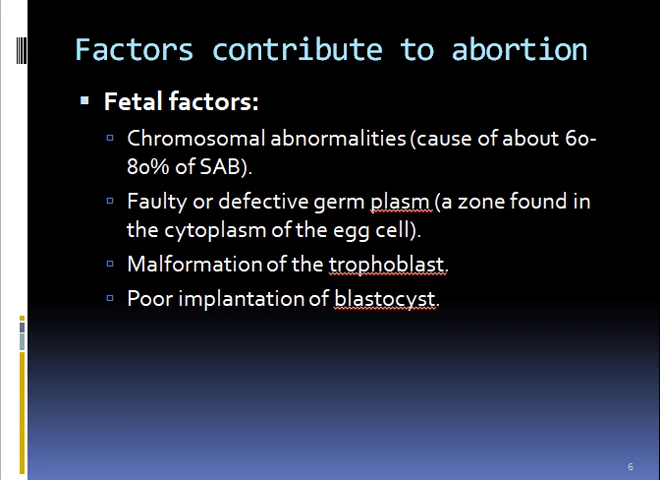 Factors contribute to abortion
Fetal factors:
Chromosomal abnormalities (cause of about 60-
80% of SAB).
Faulty or defective germ plasm (a zone found in
the cytoplasm of the egg cell).
Malformation of the trophoblast.
Poor implantation of blastocyst.
6